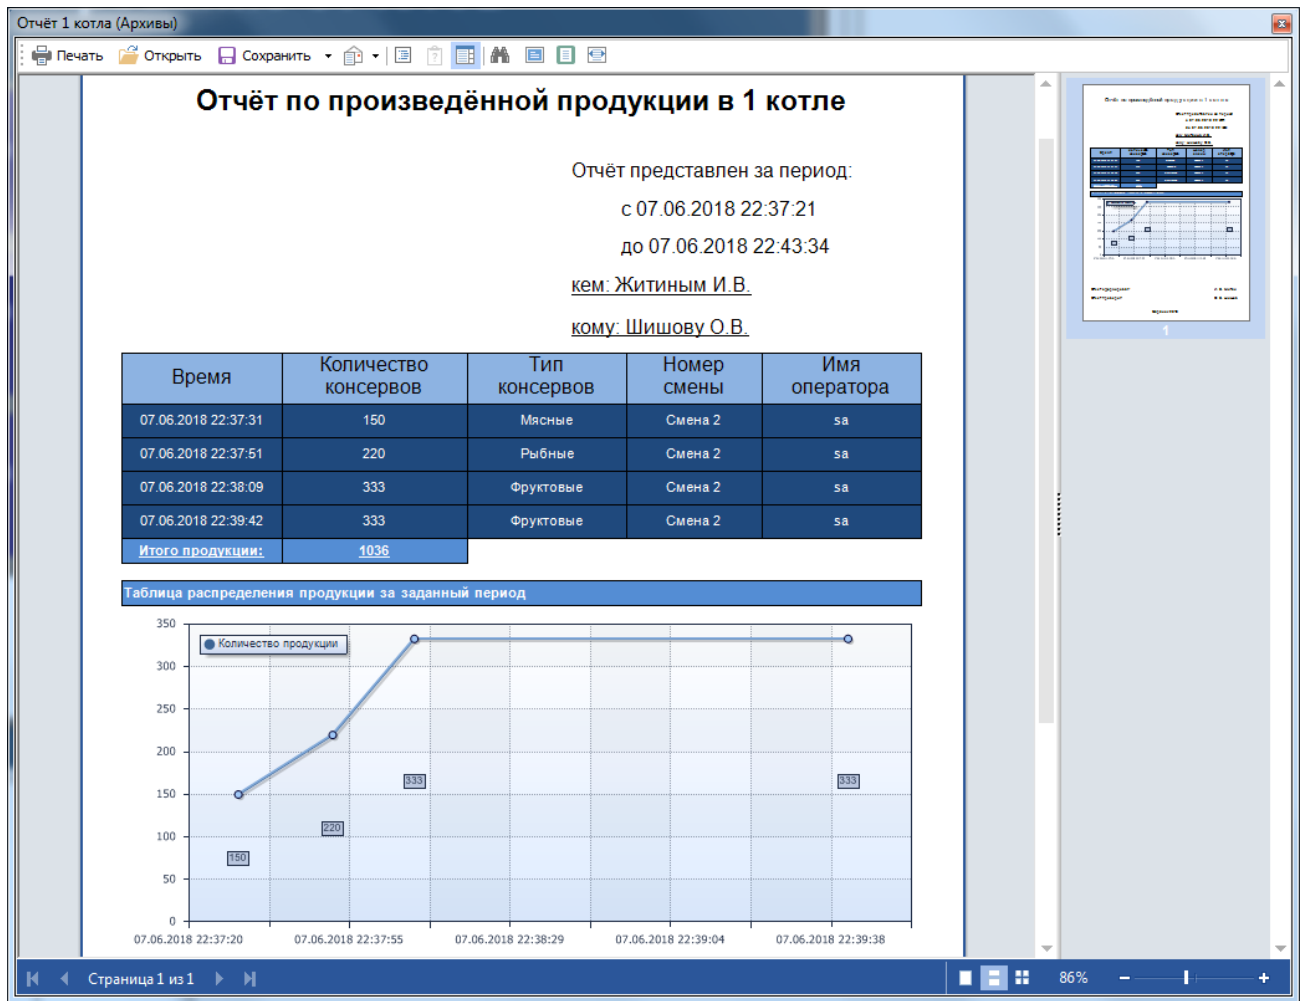 Отчёт 1 котла (Архивы)
Печать Открыть Сохранить
Отчёт по произведённой продукции в 1 котле
Отчёт представлен за период:
с 07.06.2018 22:37:21
до 07.06.2018 22:43:34
кем: Житиным И.В.
кому: Шишову О.В.
Время Количество консервов Тип консервов Номер смены Имя оператора
07.06.2018 22:37:31 150 Мясные Смена 2 sa
07.06.2018 22:37:51 220 Рыбные Смена 2 sa
07.06.2018 22:38:09 333 Фруктовые Смена 2 sa
07.06.2018 22:39:42 333 Фруктовые Смена 2 sa
Итого продукции: 1036
Таблица распределения продукции за заданный период
350
Количество продукции
300
250
200
333 333
150
220
100
150
50
0
07.06.2018 22:37:20 07.06.2018 22:37:55 07.06.2018 22:38:29 07.06.2018 22:39:04 07.06.2018 22:39:38
1
Страница 1 из 1 86%